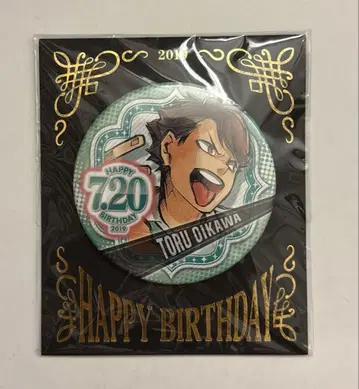 2019
HAPPY
7.20
BIRTHDAY
2019
TORU OIKAWA
HAPPY BIRTHDAY